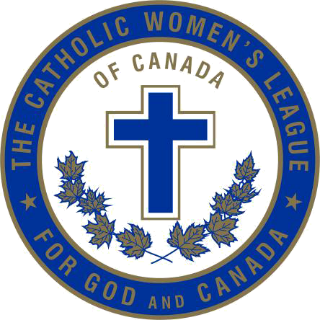 THE CATHOLIC WOMEN'S LEAGUE
OF CANADA
FOR GOD AND CANADA